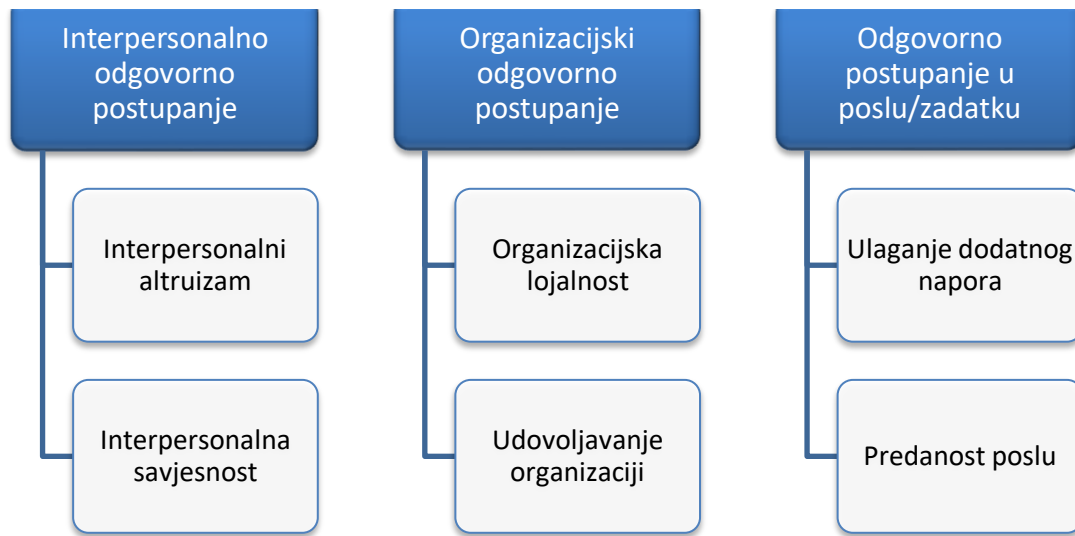 Interpersonalno
odgovorno
postupanje
Interpersonalni
altruizam
Interpersonalna
savjesnost
Organizacijski
odgovorno
postupanje
Organizacijska
lojalnost
Udovoljavanje
organizaciji
Odgovorno
postupanje u
poslu/zadatku
Ulaganje dodatnog
napora
Predanost poslu